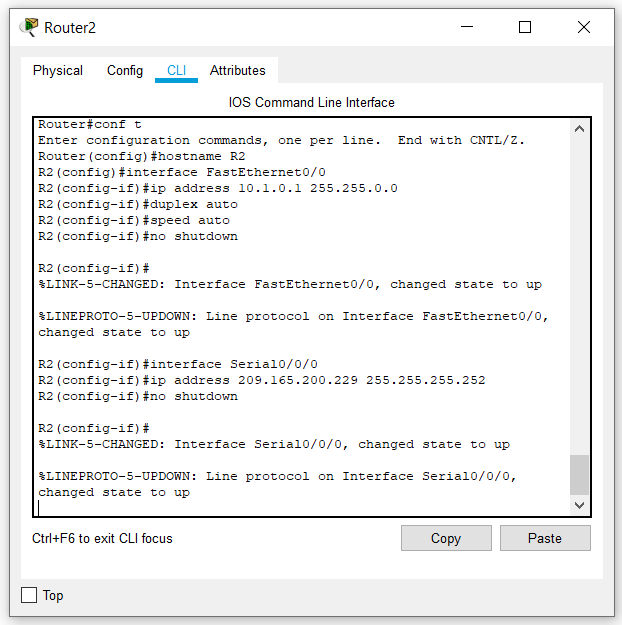 Router2
Physical Config CLI Attributes
IOS Command Line Interface
Router#conf t
Enter configuration commands, one per line.  End with CNTL/Z.
Router(config)#hostname R2
R2(config)#interface FastEthernet0/0
R2(config-if)#ip address 10.1.0.1 255.255.0.0
R2(config-if)#duplex auto
R2(config-if)#speed auto
R2(config-if)#no shutdown
R2(config-if)#
%LINK-5-CHANGED: Interface FastEthernet0/0, changed state to up
%LINEPROTO-5-UPDOWN: Line protocol on Interface FastEthernet0/0,
changed state to up
R2(config-if)#interface Serial0/0/0
R2(config-if)#ip address 209.165.200.229 255.255.255.252
R2(config-if)#no shutdown
R2(config-if)#
%LINK-5-CHANGED: Interface Serial0/0/0, changed state to up
%LINEPROTO-5-UPDOWN: Line protocol on Interface Serial0/0/0,
changed state to up
Ctrl+F6 to exit CLI focus
Copy Paste
Top